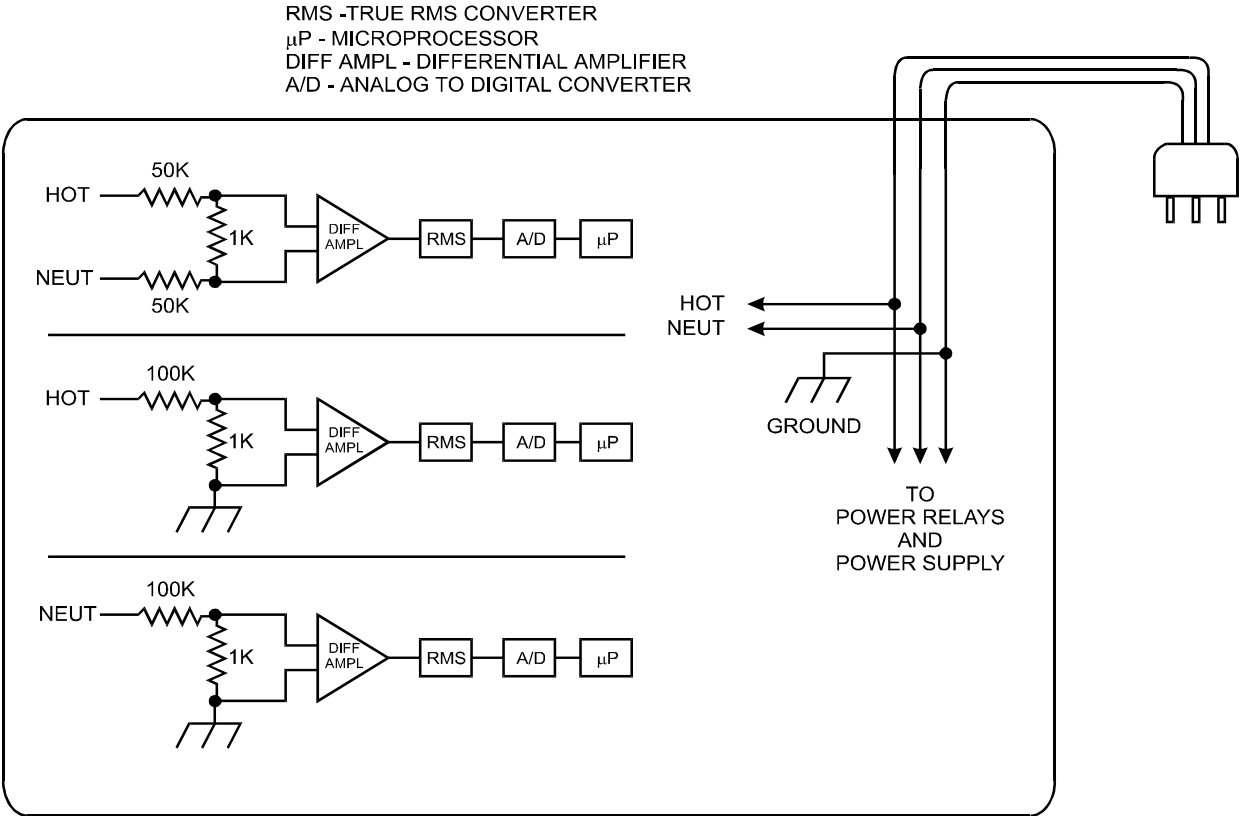 RMS -TRUE RMS CONVERTER
μP - MICROPROCESSOR
DIFF AMPL - DIFFERENTIAL AMPLIFIER
A/D - ANALOG TO DIGITAL CONVERTER
50K
HOT
1K
DIFF
AMPL
RMS
A/D
μP
NEUT
50K
100K
HOT
1K
DIFF
AMPL
RMS
A/D
μP
100K
NEUT
1K
DIFF
AMPL
RMS
A/D
μP
HOT
NEUT
GROUND
TO
POWER RELAYS
AND
POWER SUPPLY